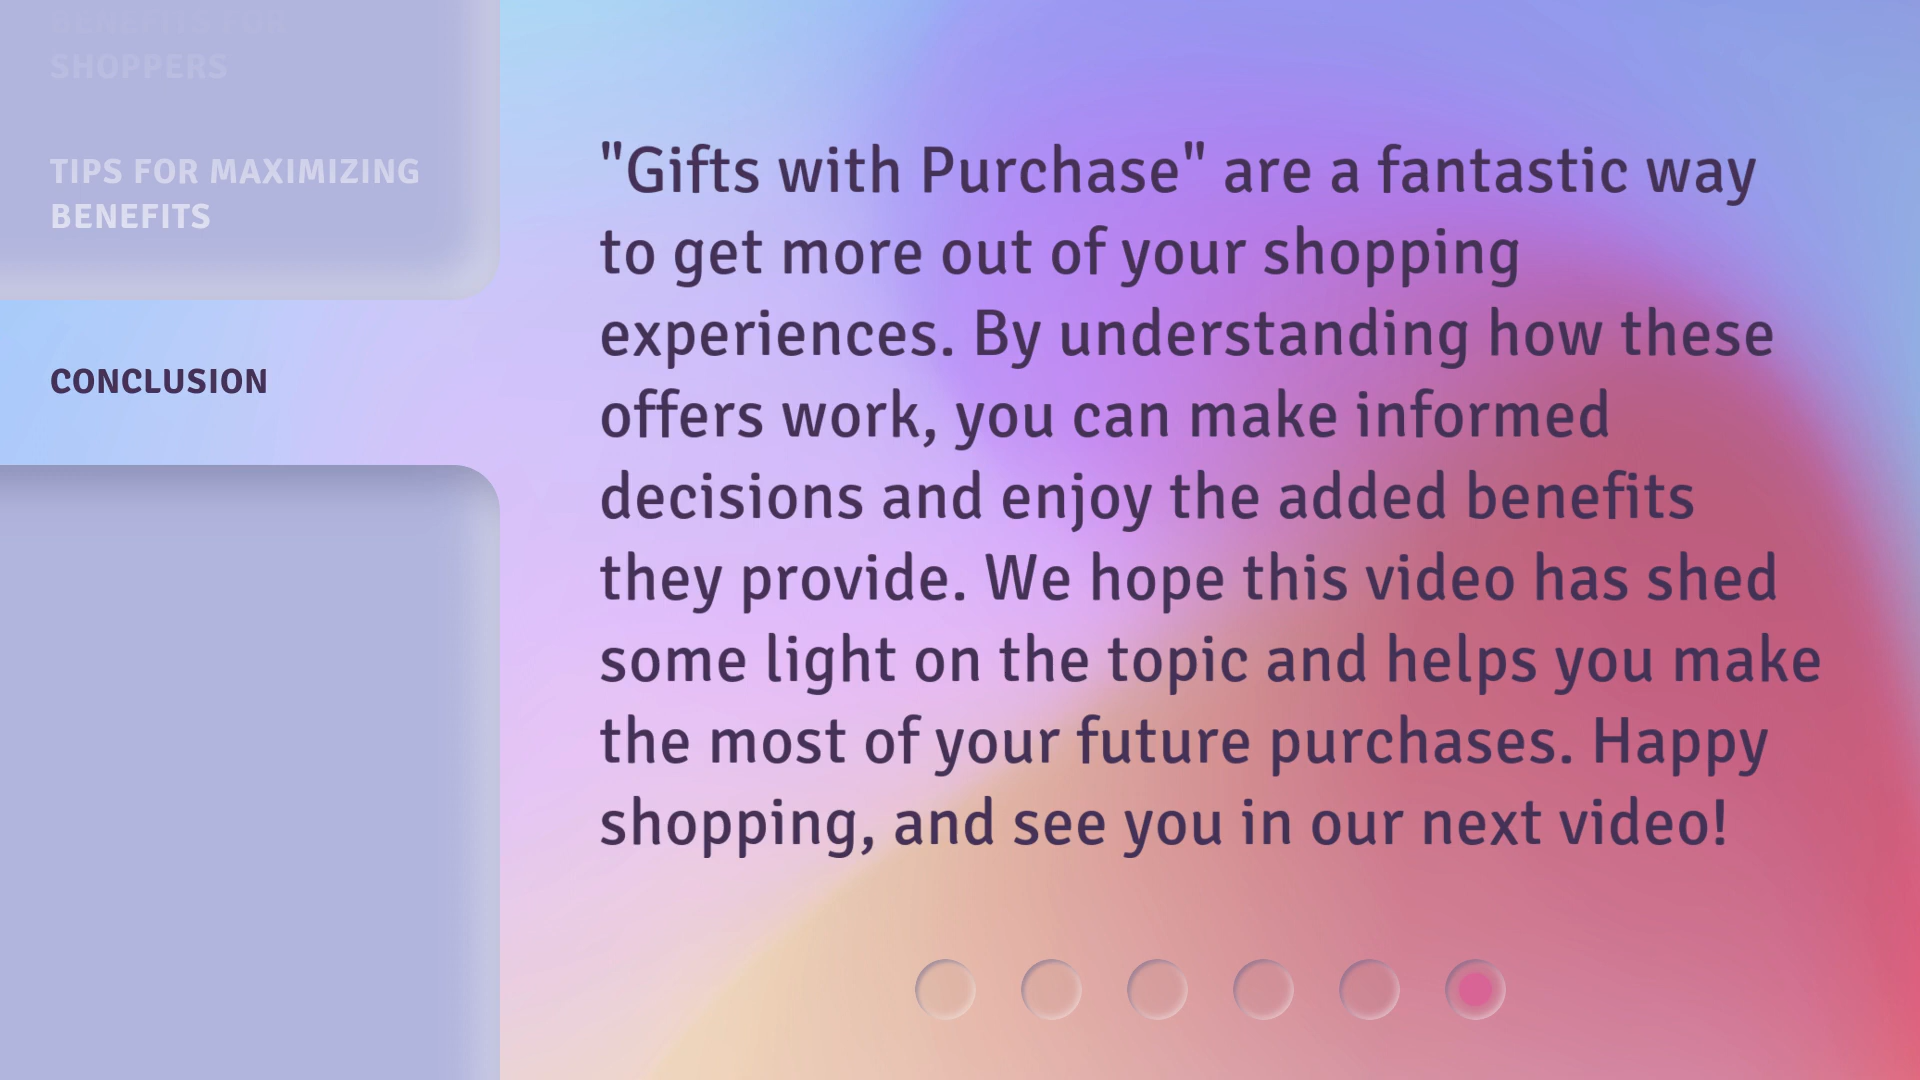 BENEFITS FOR
SHOPPERS
TIPS FOR MAXIMIZING
BENEFITS
CONCLUSION
"Gifts with Purchase" are a fantastic way
to get more out of your shopping
experiences. By understanding how these
offers work, you can make informed
decisions and enjoy the added benefits
they provide. We hope this video has shed
some light on the topic and helps you make
the most of your future purchases. Happy
shopping, and see you in our next video!